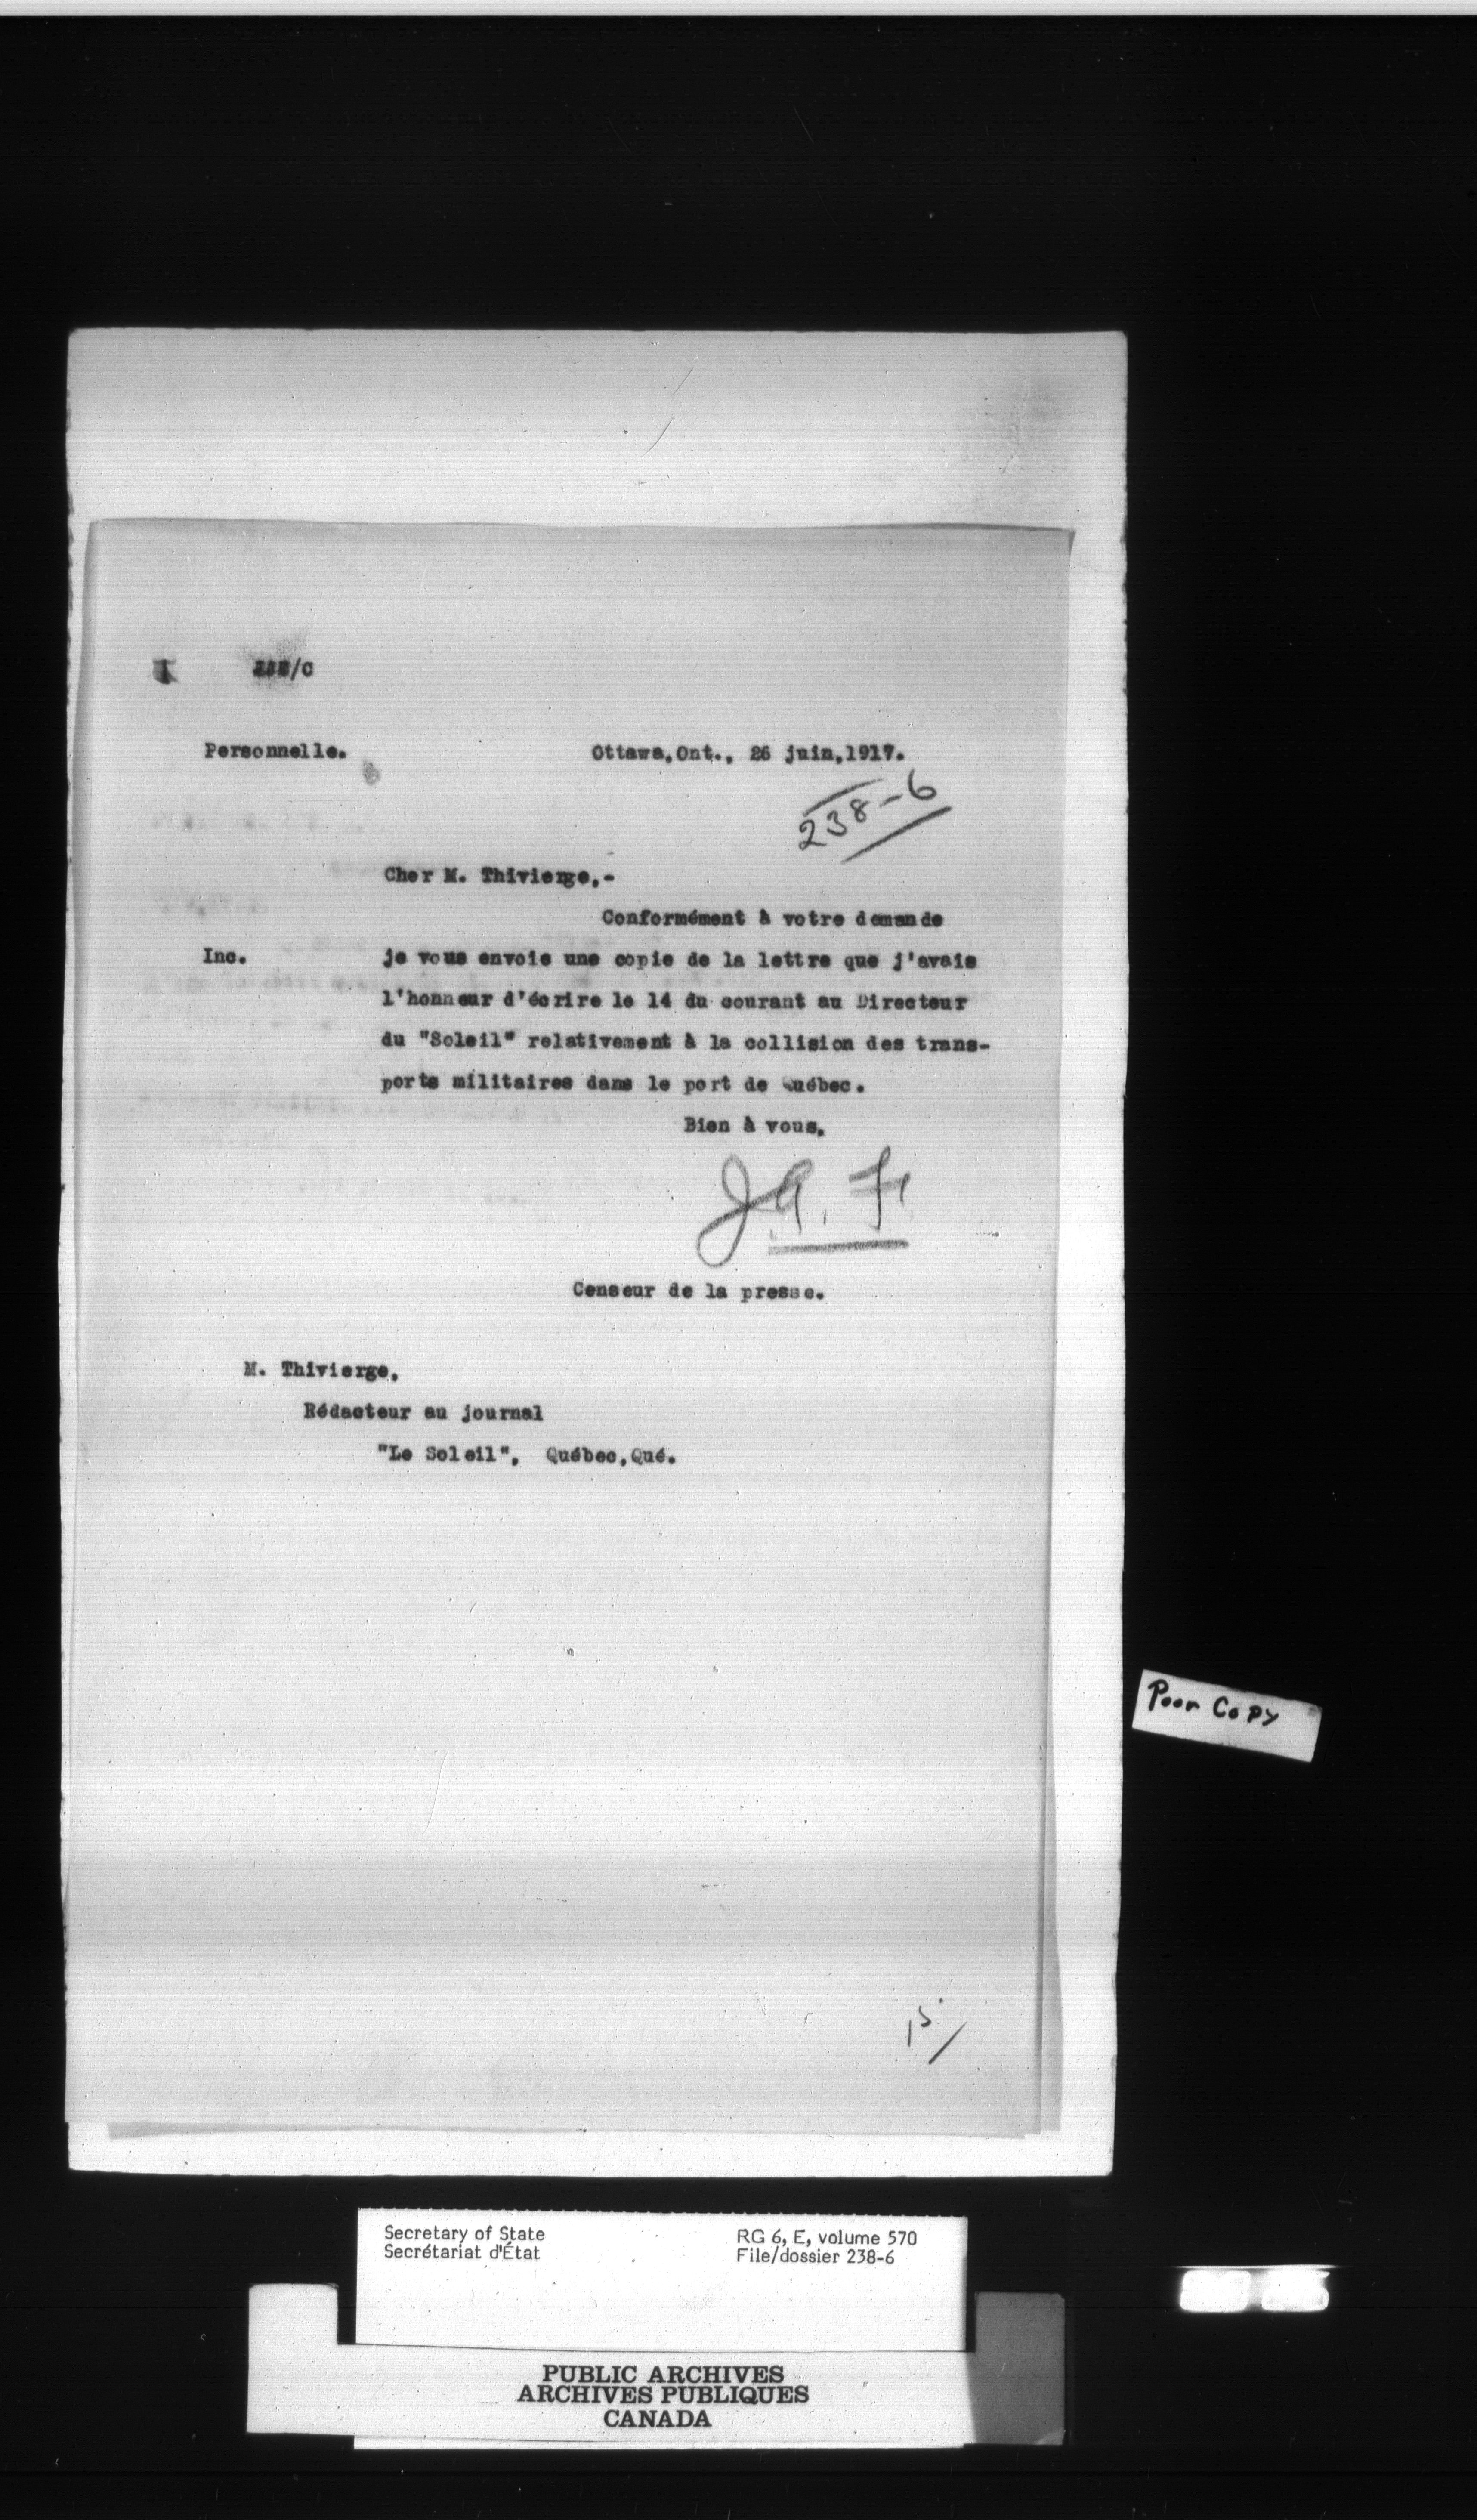 /C
Personnelle.
Ottawa,Ont., 26 juin,1917.
238-6
Cher M. Thivierge,-
Conformément à votre demande
Inc. je vous envoie une copie de la lettre que j'avais
l'honneur d'écrire le 14 du courant au Directeur
du "Soleil" relativement à la collision des trans-
ports militaires dans le port de Québec.
Bien à vous,
Censeur de la presse.
M. Thivierge,
Rédacteur au journal
"Le Soleil", Québec,Qué.
Poor Copy
15
Secretary of State
Secrétariat d'État
RG 6, E, volume 570
File/dossier 238-6
PUBLIC ARCHIVES
ARCHIVES PUBLIQUES
CANADA